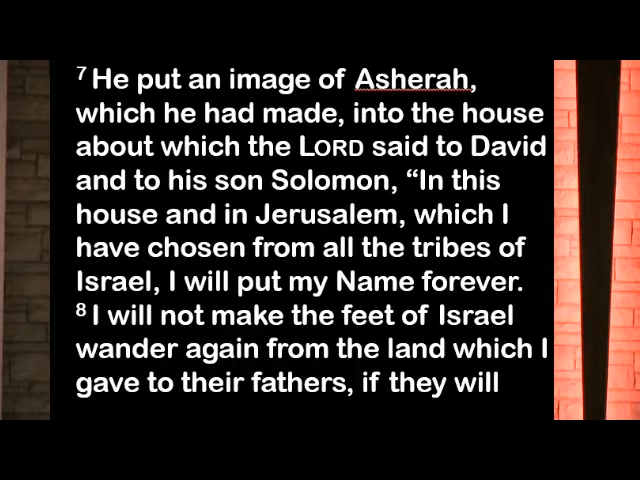 7 He put an image of Asherah,
which he had made, into the house
about which the LORD said to David
and to his son Solomon, “In this
house and in Jerusalem, which I
have chosen from all the tribes of
Israel, I will put my Name forever.
8 I will not make the feet of Israel
wander again from the land which I
gave to their fathers, if they will